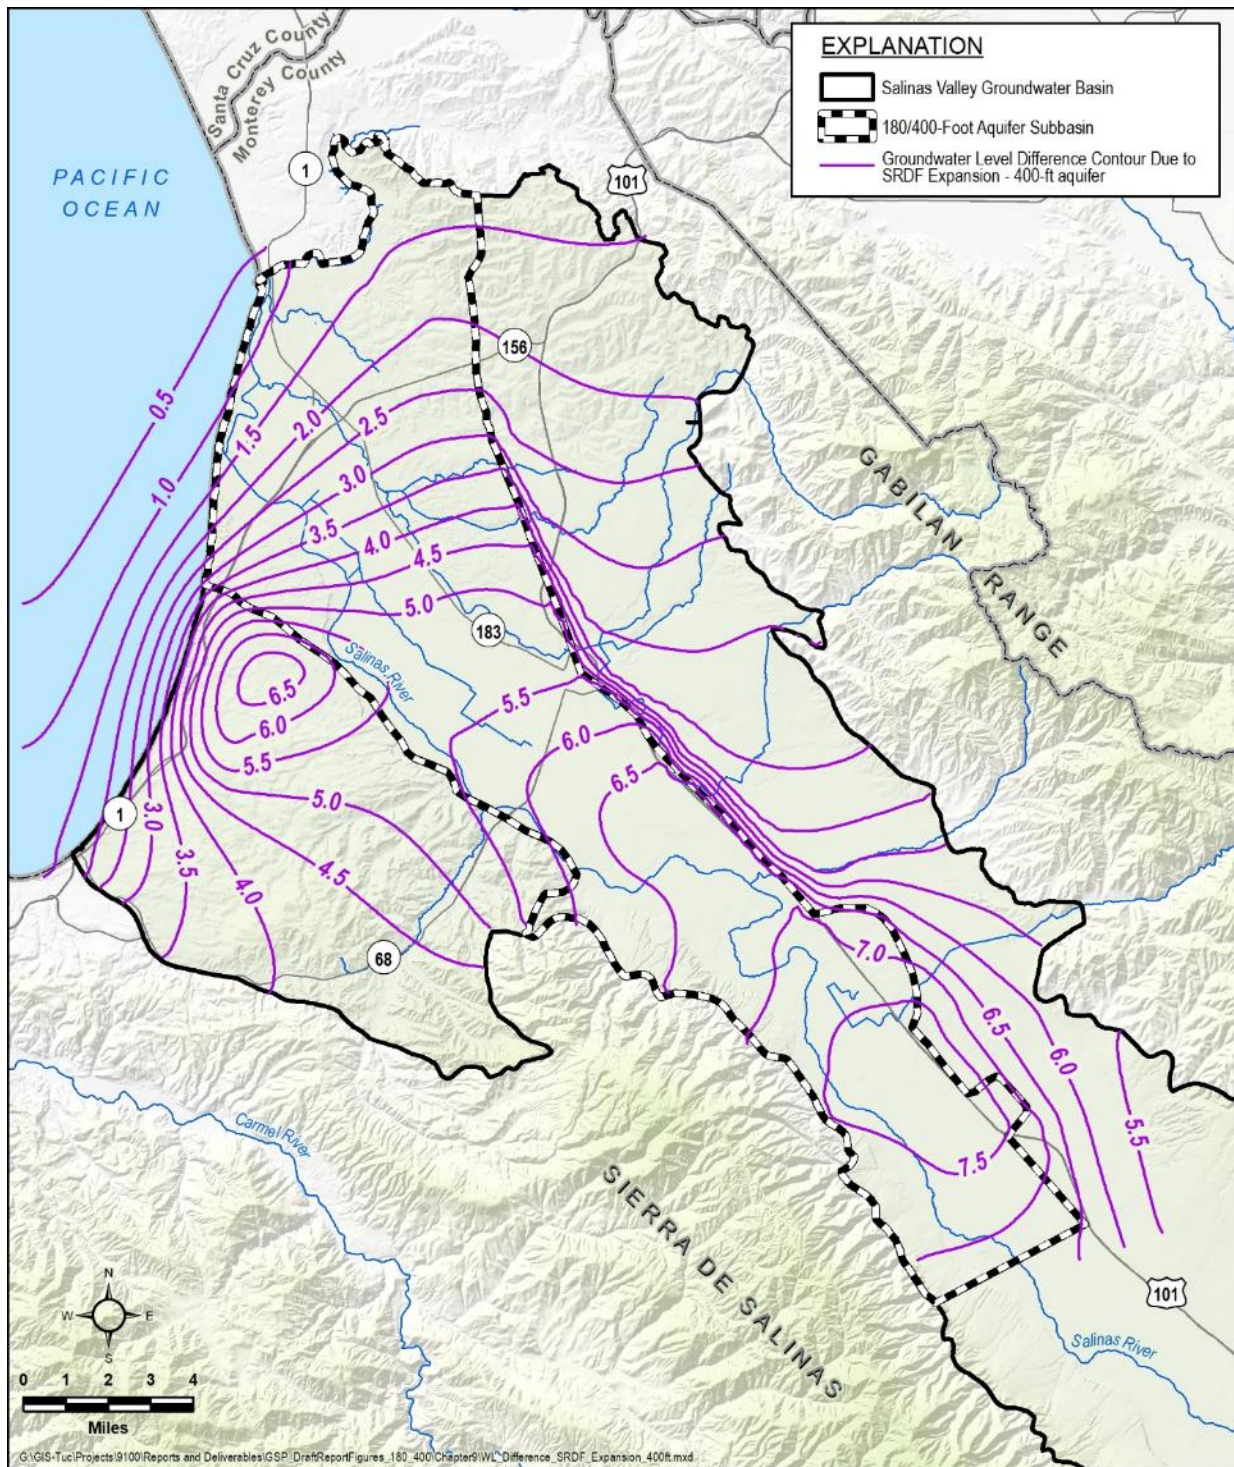 EXPLANATION
Salinas Valley Groundwater Basin
180/400-Foot Aquifer Subbasin
Groundwater Level Difference Contour Due to
SRDF Expansion - 400-ft aquifer
Santa Cruz County
Monterey County
PACIFIC
OCEAN
1
101
156
0.5
1.0
1.5
2.0
2.5
3.0
3.5
4.0
4.5
5.0
GABILAN RANGE
183
Salinas River
6.5
6.0
5.5
5.0
5.5
6.0
6.5
1
3.0
3.5
4.0
4.5
68
7.0
6.5
6.0
5.5
7.5
Carmel River
SIERRA DE SALINAS
101
Salinas River
N
W
E
S
0 1 2 3 4
Miles
G:\GIS-Tuc\Projects\9100\Reports and Deliverables\GSP_DraftReportFigures_180_400\Chapter9\WL_Difference_SRDF_Expansion_400ft.mxd